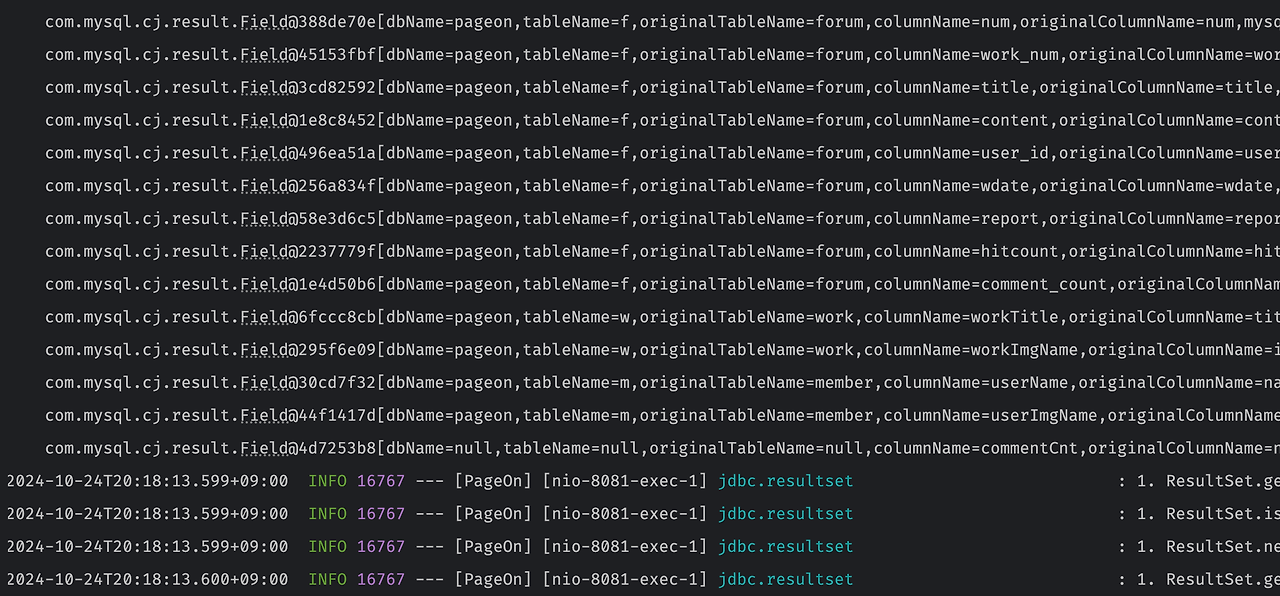 com.mysql.cj.result.Field@388de70e[dbName=pageon,tableName=f,originalTableName=forum,columnName=num,originalColumnName=num,mysq
com.mysql.cj.result.Field@45153fbf[dbName=pageon,tableName=f,originalTableName=forum,columnName=work_num,originalColumnName=wor
com.mysql.cj.result.Field@3cd82592[dbName=pageon,tableName=f,originalTableName=forum,columnName=title,originalColumnName=title,
com.mysql.cj.result.Field@1e8c8452[dbName=pageon,tableName=f,originalTableName=forum,columnName=content,originalColumnName=cont
com.mysql.cj.result.Field@496ea51a[dbName=pageon,tableName=f,originalTableName=forum,columnName=user_id,originalColumnName=user
com.mysql.cj.result.Field@256a834f[dbName=pageon,tableName=f,originalTableName=forum,columnName=wdate,originalColumnName=wdate,
com.mysql.cj.result.Field@58e3d6c5[dbName=pageon,tableName=f,originalTableName=forum,columnName=report,originalColumnName=repor
com.mysql.cj.result.Field@2237779f[dbName=pageon,tableName=f,originalTableName=forum,columnName=hitcount,originalColumnName=hit
com.mysql.cj.result.Field@1e4d50b6[dbName=pageon,tableName=f,originalTableName=forum,columnName=comment_count,originalColumnNam
com.mysql.cj.result.Field@6fccc8cb[dbName=pageon,tableName=w,originalTableName=work,columnName=workTitle,originalColumnName=tit
com.mysql.cj.result.Field@295f6e09[dbName=pageon,tableName=w,originalTableName=work,columnName=workImgName,originalColumnName=i
com.mysql.cj.result.Field@30cd7f32[dbName=pageon,tableName=m,originalTableName=member,columnName=userName,originalColumnName=na
com.mysql.cj.result.Field@44f1417d[dbName=pageon,tableName=m,originalTableName=member,columnName=userImgName,originalColumnName
com.mysql.cj.result.Field@4d7253b8[dbName=null,tableName=null,originalTableName=null,columnName=commentCnt,originalColumnName=n
2024-10-24T20:18:13.599+09:00 INFO 16767 --- [PageOn] [nio-8081-exec-1] jdbc.resultset : 1. ResultSet.ge
2024-10-24T20:18:13.599+09:00 INFO 16767 --- [PageOn] [nio-8081-exec-1] jdbc.resultset : 1. ResultSet.is
2024-10-24T20:18:13.599+09:00 INFO 16767 --- [PageOn] [nio-8081-exec-1] jdbc.resultset : 1. ResultSet.ne
2024-10-24T20:18:13.600+09:00 INFO 16767 --- [PageOn] [nio-8081-exec-1] jdbc.resultset : 1. ResultSet.ge